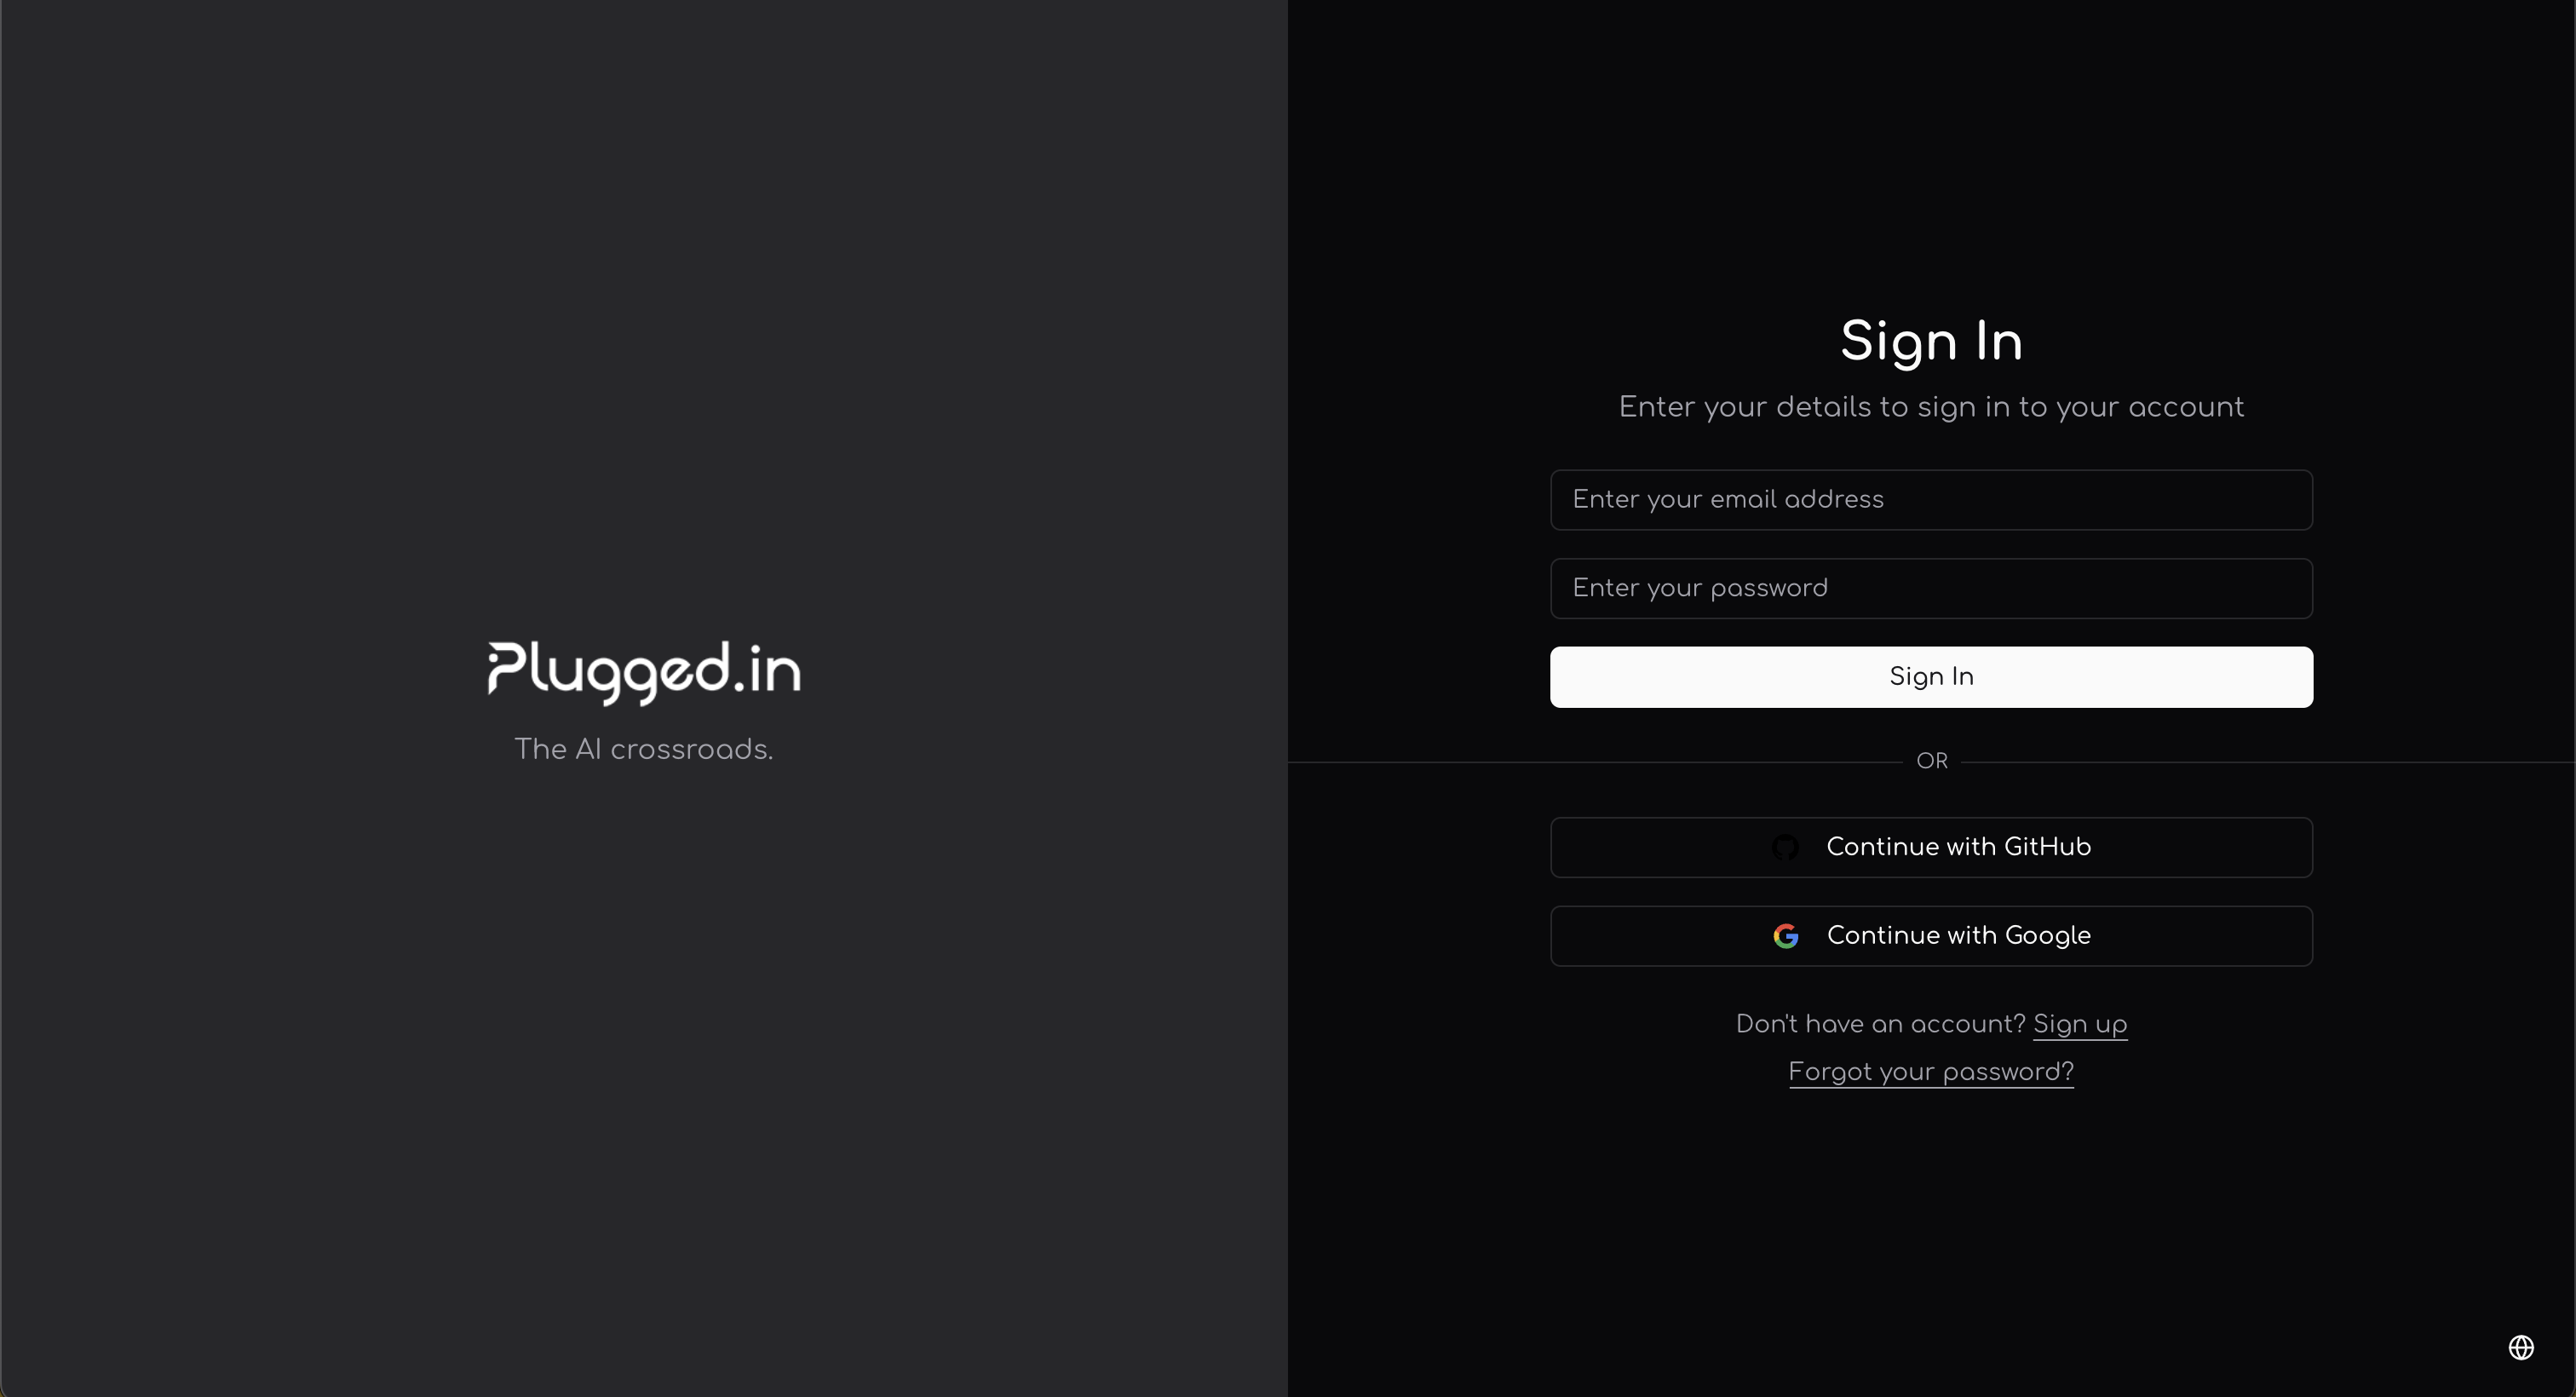 Plugged.in
The AI crossroads.
Sign In
Enter your details to sign in to your account
Enter your email address
Enter your password
Sign In
OR
Continue with GitHub
Continue with Google
Don't have an account? Sign up
Forgot your password?